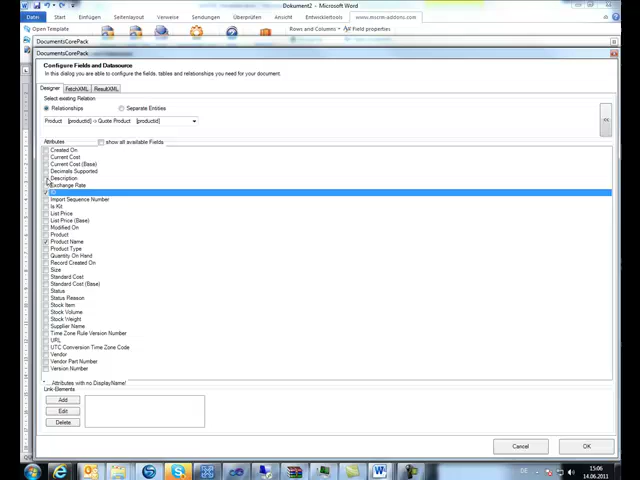 Dokument2 - Microsoft Word
Datei Start Einfügen Seitenlayout Verweise Sendungen Überprüfen Ansicht Entwicklertools www.mscrm-addons.com
Open Template
Rows and Columns Field properties
DocumentsCorePack
DocumentsCorePack
Configure Fields and Datasource
In this dialog you are able to configure the fields, tables and relationships you need for your document.
Designer FetchXML ResultXML
Select existing Relation
Relationships Separate Entities
Product [productid] -> Quote Product [productid]
<<
Attributes show all available Fields
Created On
Current Cost
Current Cost (Base)
Decimals Supported
Description
Exchange Rate
ID
Import Sequence Number
Is Kit
List Price
List Price (Base)
Modified On
Product
Product Name
Product Type
Quantity On Hand
Record Created On
Size
Standard Cost
Standard Cost (Base)
Status
Status Reason
Stock Item
Stock Volume
Stock Weight
Supplier Name
Time Zone Rule Version Number
URL
UTC Conversion Time Zone Code
Vendor
Vendor Part Number
Version Number
*... Attributes with no DisplayName!
Link-Elements
Add
Edit
Delete
Cancel OK
DE
15:06
14.06.2011